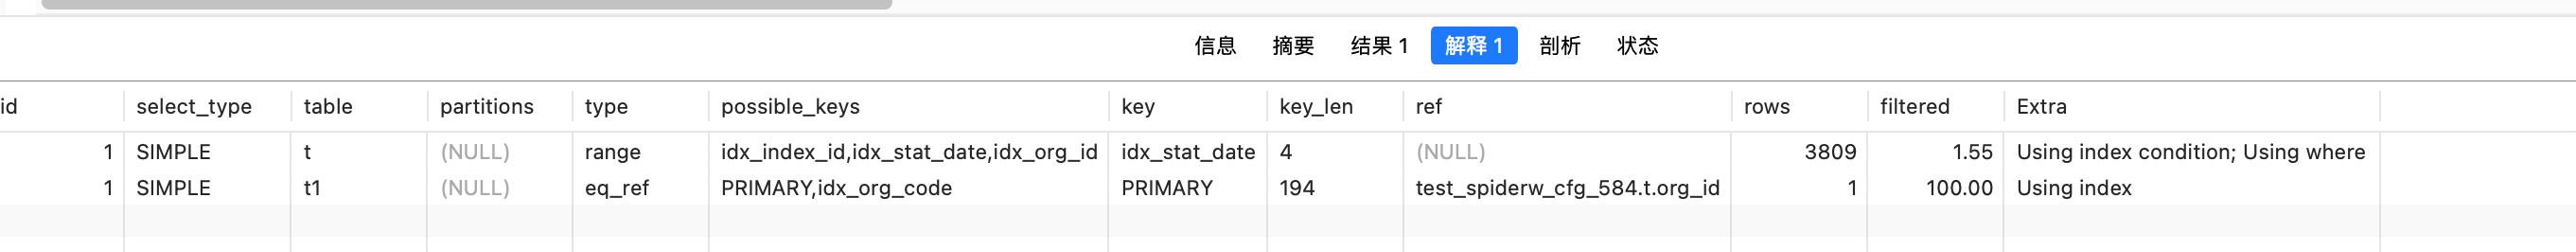 信息 摘要 结果 1 解释 1 剖析 状态
id select_type table partitions type possible_keys key key_len ref rows filtered Extra
1 SIMPLE t (NULL) range idx_index_id,idx_stat_date,idx_org_id idx_stat_date 4 (NULL) 3809 1.55 Using index condition; Using where
1 SIMPLE t1 (NULL) eq_ref PRIMARY,idx_org_code PRIMARY 194 test_spiderw_cfg_584.t.org_id 1 100.00 Using index